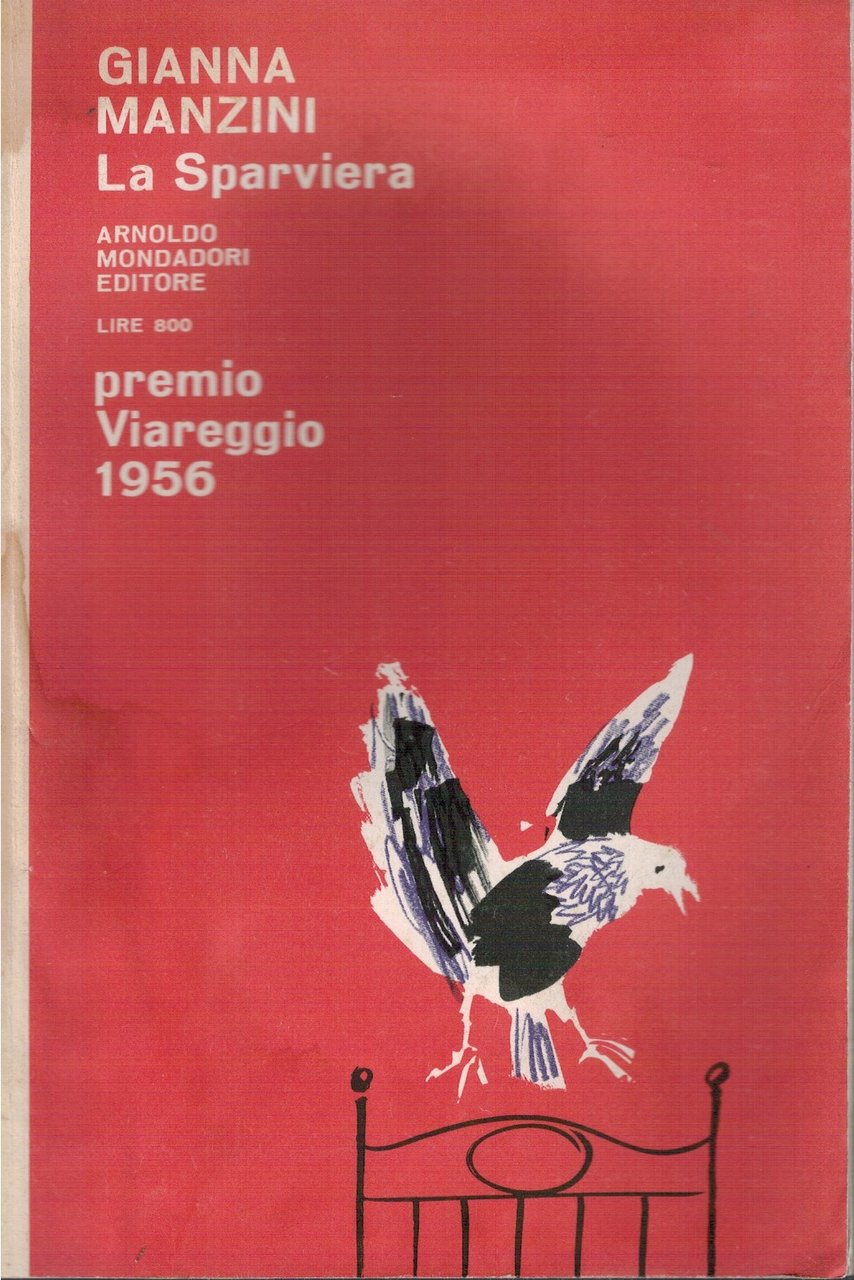 GIANNA
MANZINI
La Sparviera
ARNOLDO
MONDADORI
EDITORE
LIRE 800
premio
Viareggio
1956